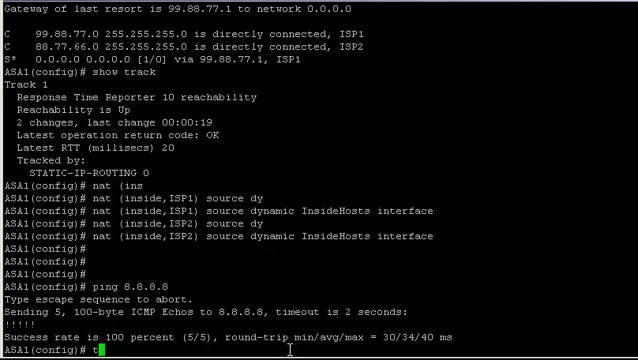 Gateway of last resort is 99.88.77.1 to network 0.0.0.0
C    99.88.77.0 255.255.255.0 is directly connected, ISP1
C    88.77.66.0 255.255.255.0 is directly connected, ISP2
S*   0.0.0.0 0.0.0.0 [1/0] via 99.88.77.1, ISP1
ASA1(config)# show track
Track 1
  Response Time Reporter 10 reachability
  Reachability is Up
  2 changes, last change 00:00:19
  Latest operation return code: OK
  Latest RTT (millisecs) 20
  Tracked by:
    STATIC-IP-ROUTING 0
ASA1(config)# nat (ins
ASA1(config)# nat (inside,ISP1) source dy
ASA1(config)# nat (inside,ISP1) source dynamic InsideHosts interface
ASA1(config)# nat (inside,ISP2) source dy
ASA1(config)# nat (inside,ISP2) source dynamic InsideHosts interface
ASA1(config)#
ASA1(config)#
ASA1(config)#
ASA1(config)# ping 8.8.8.8
Type escape sequence to abort.
Sending 5, 100-byte ICMP Echos to 8.8.8.8, timeout is 2 seconds:
!!!!!
Success rate is 100 percent (5/5), round-trip min/avg/max = 30/34/40 ms
ASA1(config)# t